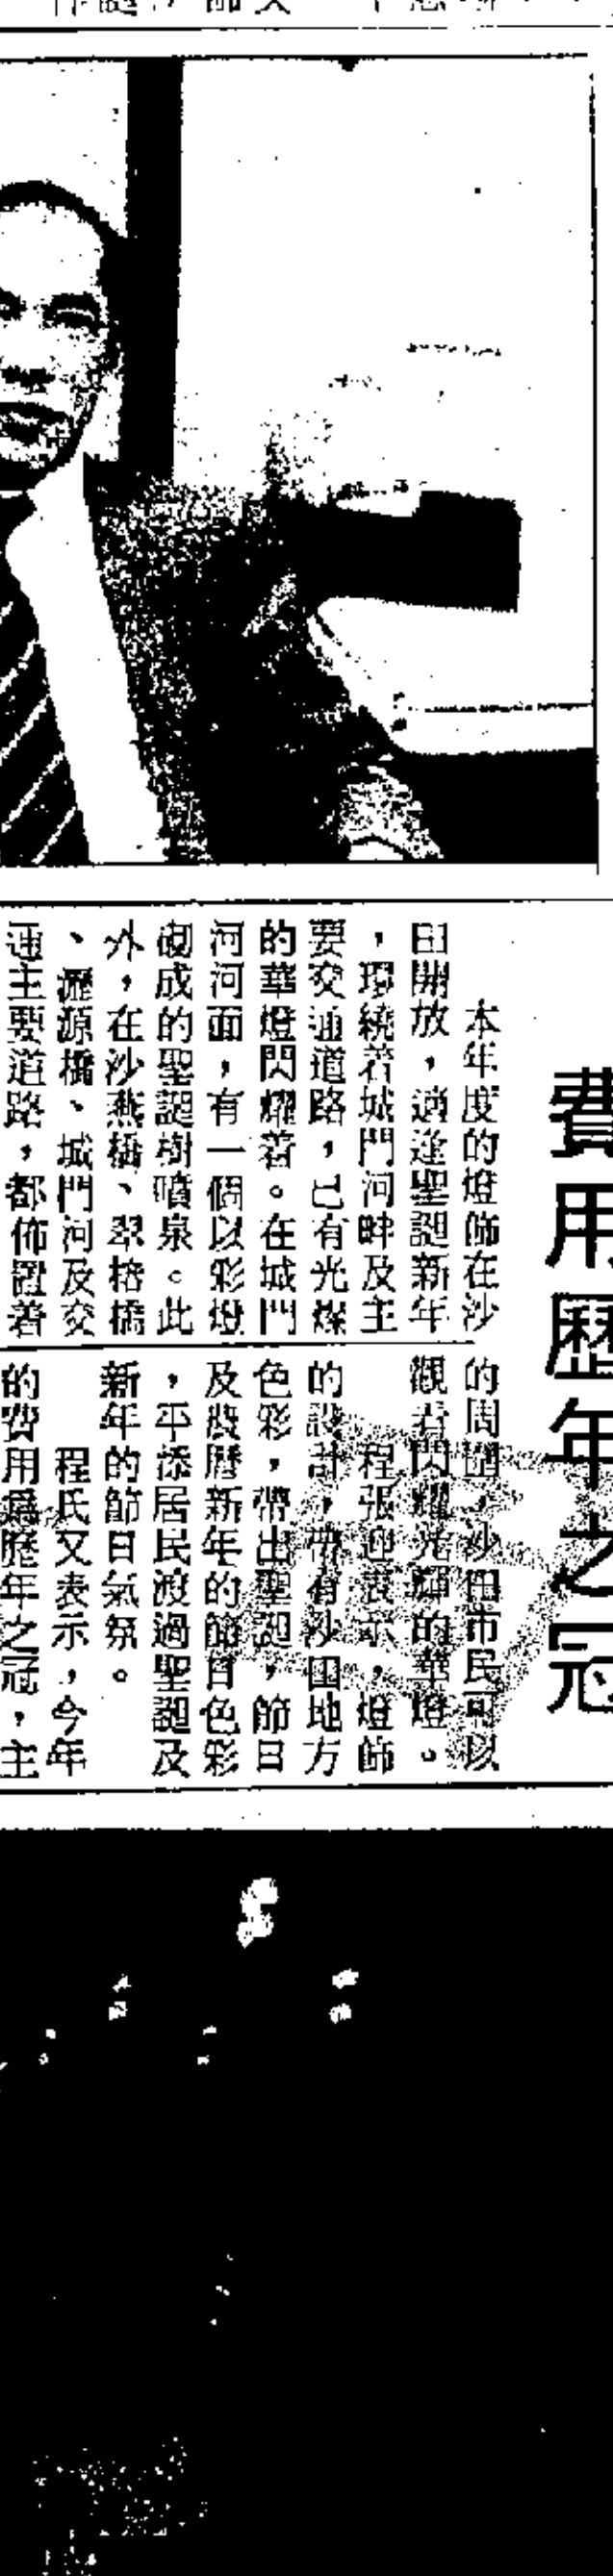 費用歷年之冠
本年度的燈飾在沙
田開放，適逢聖誕新年
，環繞着城門河畔及主
要交通道路，已有光燦
的華燈閃耀着。在城門
河河面，有一個以彩燈
砌成的聖誕樹噴泉。此
外，在沙燕橋、翠榕橋
、瀝源橋、城門河及交
通主要道路，都佈置着
的周圍，沙田市民可以
觀看閃耀光輝的華燈。
程張迎表示，燈飾
的設計，帶有沙田地方
色彩，帶出聖誕，節日
及農曆新年的節目色彩
，平添居民渡過聖誕及
新年的節日氣氛。
程氏又表示，今年
的費用為歷年之冠，主